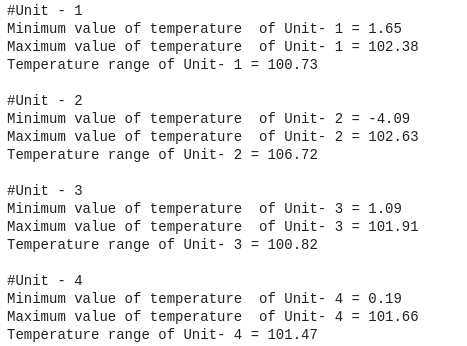 #Unit - 1
Minimum value of temperature  of Unit- 1 = 1.65
Maximum value of temperature  of Unit- 1 = 102.38
Temperature range of Unit- 1 = 100.73

#Unit - 2
Minimum value of temperature  of Unit- 2 = -4.09
Maximum value of temperature  of Unit- 2 = 102.63
Temperature range of Unit- 2 = 106.72

#Unit - 3
Minimum value of temperature  of Unit- 3 = 1.09
Maximum value of temperature  of Unit- 3 = 101.91
Temperature range of Unit- 3 = 100.82

#Unit - 4
Minimum value of temperature  of Unit- 4 = 0.19
Maximum value of temperature  of Unit- 4 = 101.66
Temperature range of Unit- 4 = 101.47